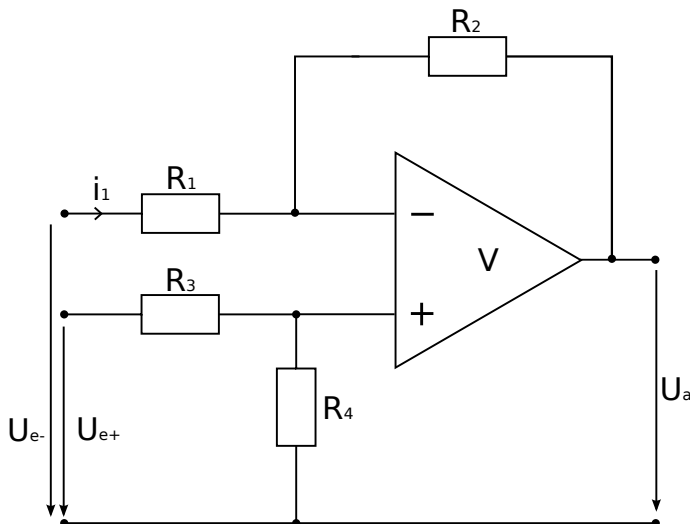 R₂
i₁
R₁
−
V
R₃
+
R₄
Uₐ
Uₑ₋
Uₑ₊